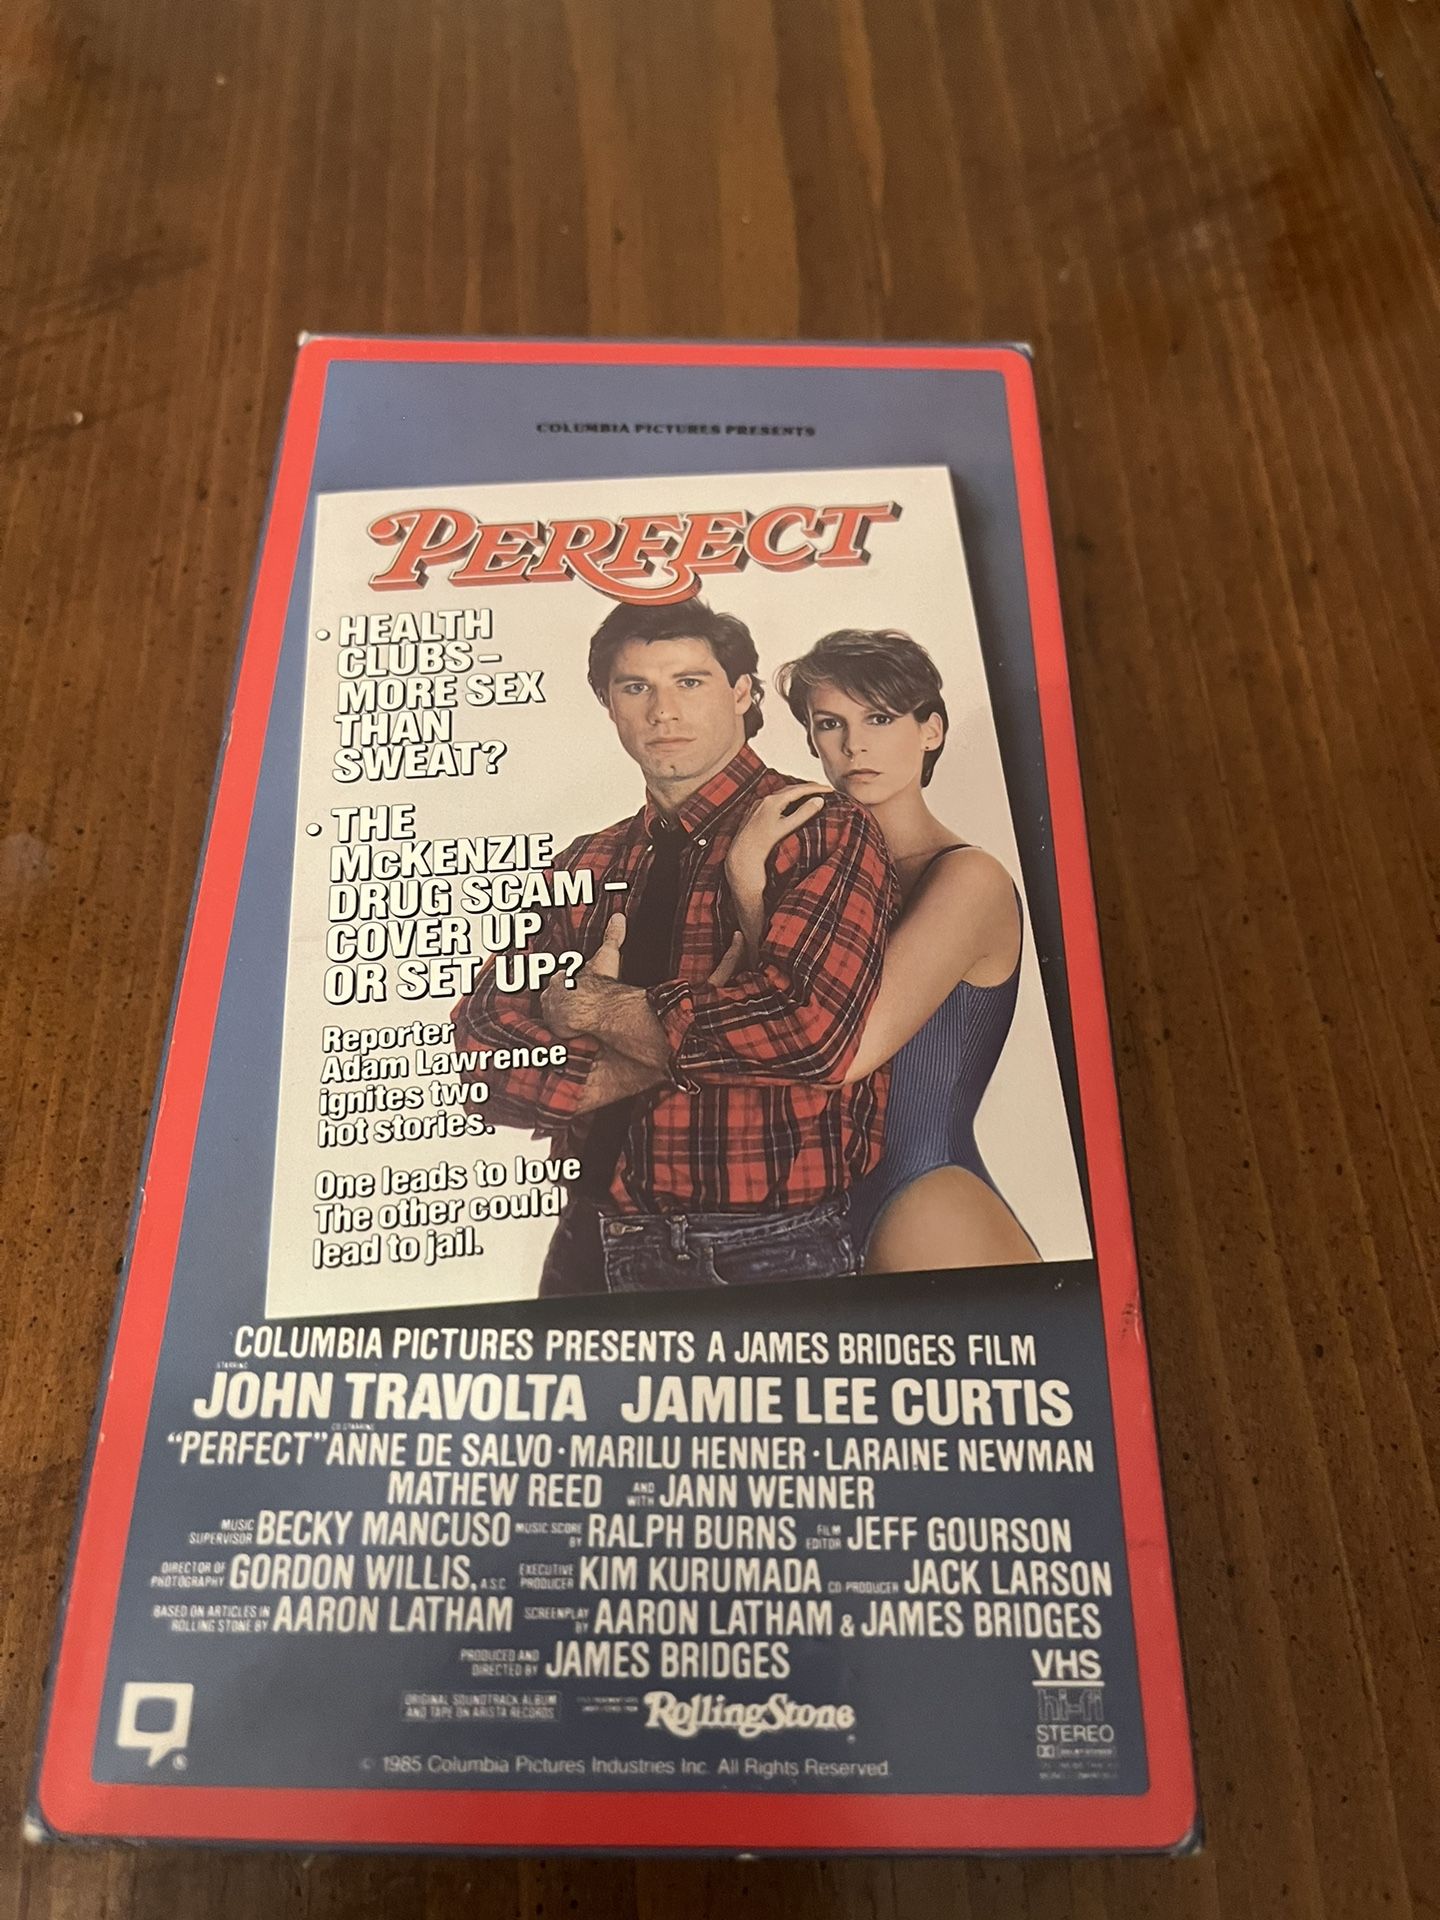 COLUMBIA PICTURES PRESENTS
PERFECT
• HEALTH
CLUBS –
MORE SEX
THAN
SWEAT?
• THE
McKENZIE
DRUG SCAM –
COVER UP
OR SET UP?
Reporter
Adam Lawrence
ignites two
hot stories.
One leads to love
The other could
lead to jail.
COLUMBIA PICTURES PRESENTS A JAMES BRIDGES FILM
STARRING
JOHN TRAVOLTA JAMIE LEE CURTIS
CO STARRING
“PERFECT” ANNE DE SALVO · MARILU HENNER · LARAINE NEWMAN
MATHEW REED AND WITH JANN WENNER
MUSIC SUPERVISOR BECKY MANCUSO MUSIC SCORE BY RALPH BURNS FILM EDITOR JEFF GOURSON
DIRECTOR OF PHOTOGRAPHY GORDON WILLIS, A.S.C. EXECUTIVE PRODUCER KIM KURUMADA CO PRODUCER JACK LARSON
BASED ON ARTICLES IN ROLLING STONE BY AARON LATHAM SCREENPLAY BY AARON LATHAM & JAMES BRIDGES
PRODUCED AND DIRECTED BY JAMES BRIDGES
VHS
hi-fi
STEREO
ORIGINAL SOUNDTRACK ALBUM
AND TAPE ON ARISTA RECORDS
RollingStone
© 1985 Columbia Pictures Industries Inc. All Rights Reserved.